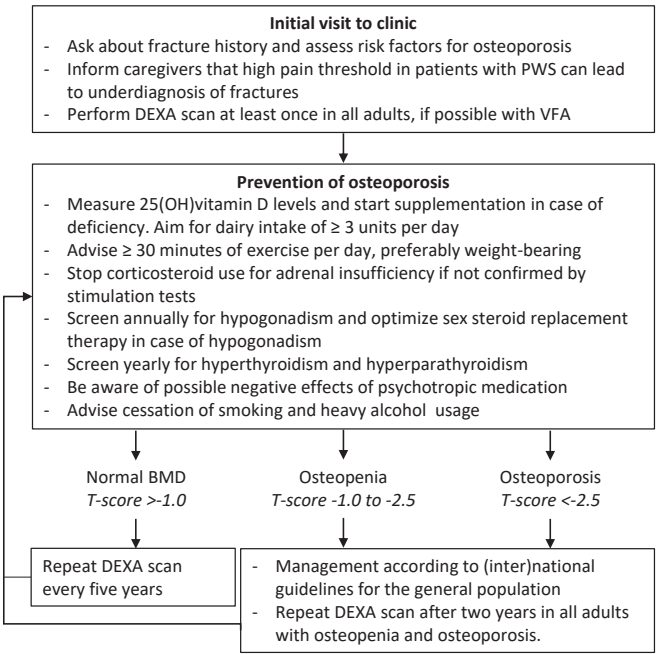 Initial visit to clinic
- Ask about fracture history and assess risk factors for osteoporosis
- Inform caregivers that high pain threshold in patients with PWS can lead
to underdiagnosis of fractures
- Perform DEXA scan at least once in all adults, if possible with VFA
Prevention of osteoporosis
- Measure 25(OH)vitamin D levels and start supplementation in case of
deficiency. Aim for dairy intake of ≥ 3 units per day
- Advise ≥ 30 minutes of exercise per day, preferably weight-bearing
- Stop corticosteroid use for adrenal insufficiency if not confirmed by
stimulation tests
- Screen annually for hypogonadism and optimize sex steroid replacement
therapy in case of hypogonadism
- Screen yearly for hyperthyroidism and hyperparathyroidism
- Be aware of possible negative effects of psychotropic medication
- Advise cessation of smoking and heavy alcohol usage
Normal BMD
T-score >-1.0
Osteopenia
T-score -1.0 to -2.5
Osteoporosis
T-score <-2.5
Repeat DEXA scan
every five years
- Management according to (inter)national
guidelines for the general population
- Repeat DEXA scan after two years in all adults
with osteopenia and osteoporosis.